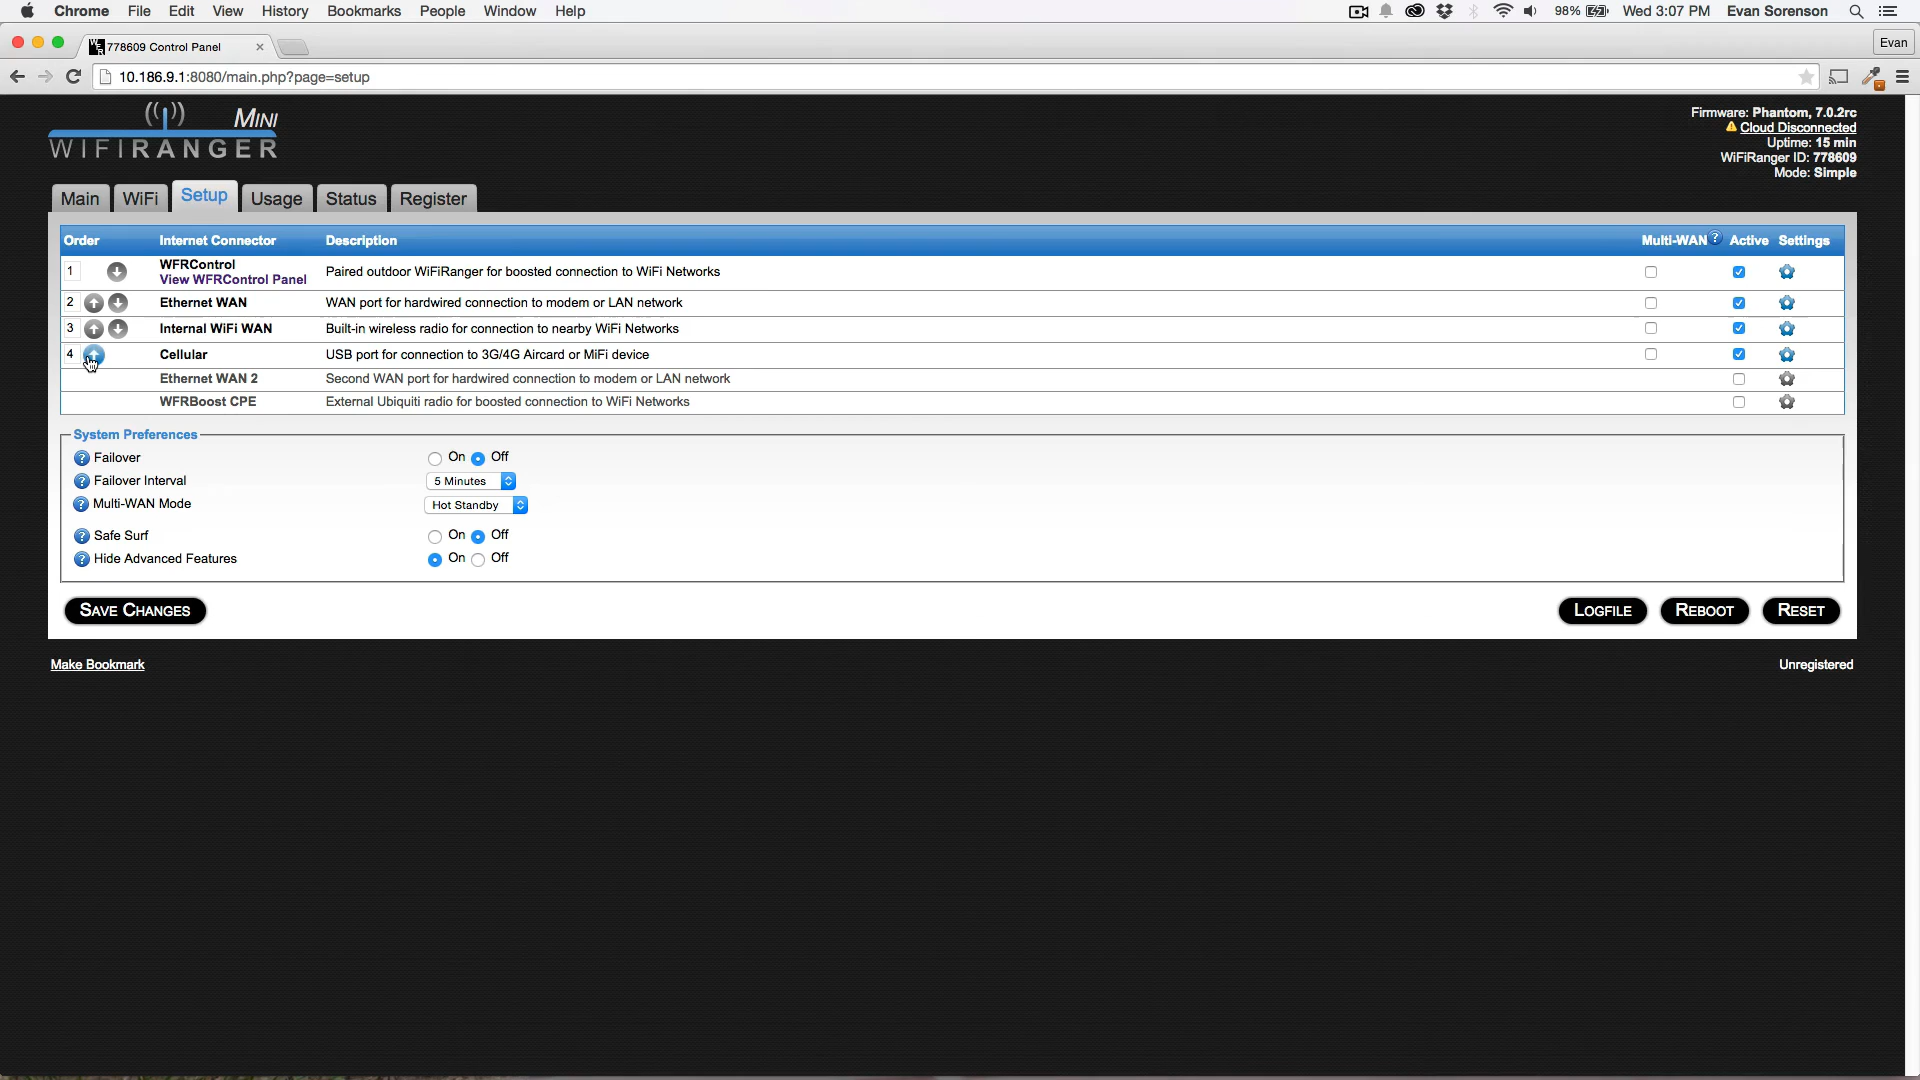 Chrome File Edit View History Bookmarks People Window Help 98% Wed 3:07 PM Evan Sorenson
778609 Control Panel Evan
10.186.9.1:8080/main.php?page=setup
MINI
WIFIRANGER
Firmware: Phantom, 7.0.2rc
Cloud Disconnected
Uptime: 15 min
WiFiRanger ID: 778609
Mode: Simple
Main WiFi Setup Usage Status Register
Order Internet Connector Description Multi-WAN ? Active Settings
1 WFRControl Paired outdoor WiFiRanger for boosted connection to WiFi Networks
View WFRControl Panel
2 Ethernet WAN WAN port for hardwired connection to modem or LAN network
3 Internal WiFi WAN Built-in wireless radio for connection to nearby WiFi Networks
4 Cellular USB port for connection to 3G/4G Aircard or MiFi device
Ethernet WAN 2 Second WAN port for hardwired connection to modem or LAN network
WFRBoost CPE External Ubiquiti radio for boosted connection to WiFi Networks
System Preferences
? Failover On Off
? Failover Interval 5 Minutes
? Multi-WAN Mode Hot Standby
? Safe Surf On Off
? Hide Advanced Features On Off
SAVE CHANGES LOGFILE REBOOT RESET
Make Bookmark Unregistered